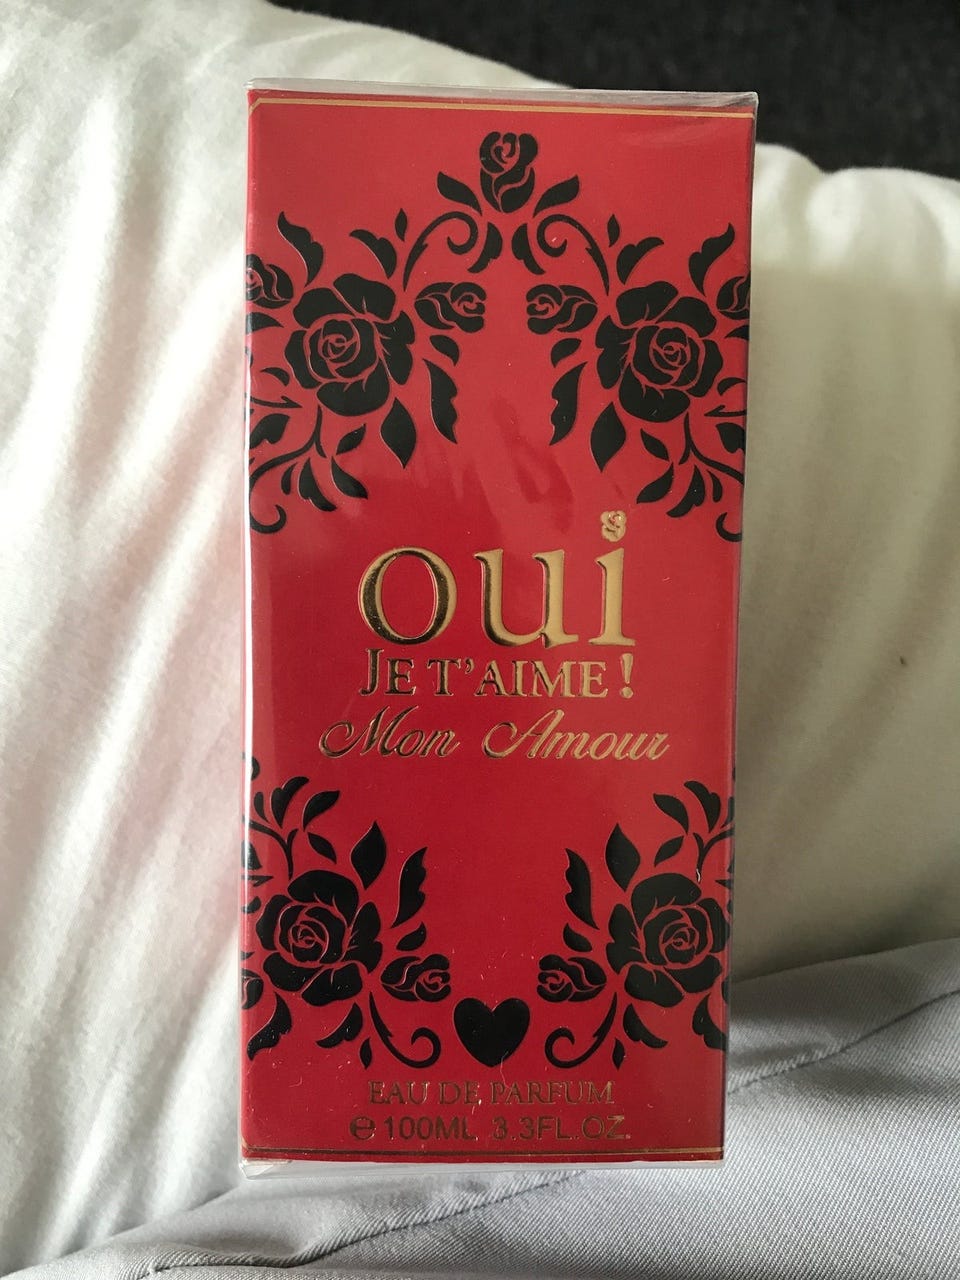 oui
JE T'AIME!
Mon Amour
EAU DE PARFUM
℮ 100ML 3.3FL.OZ.